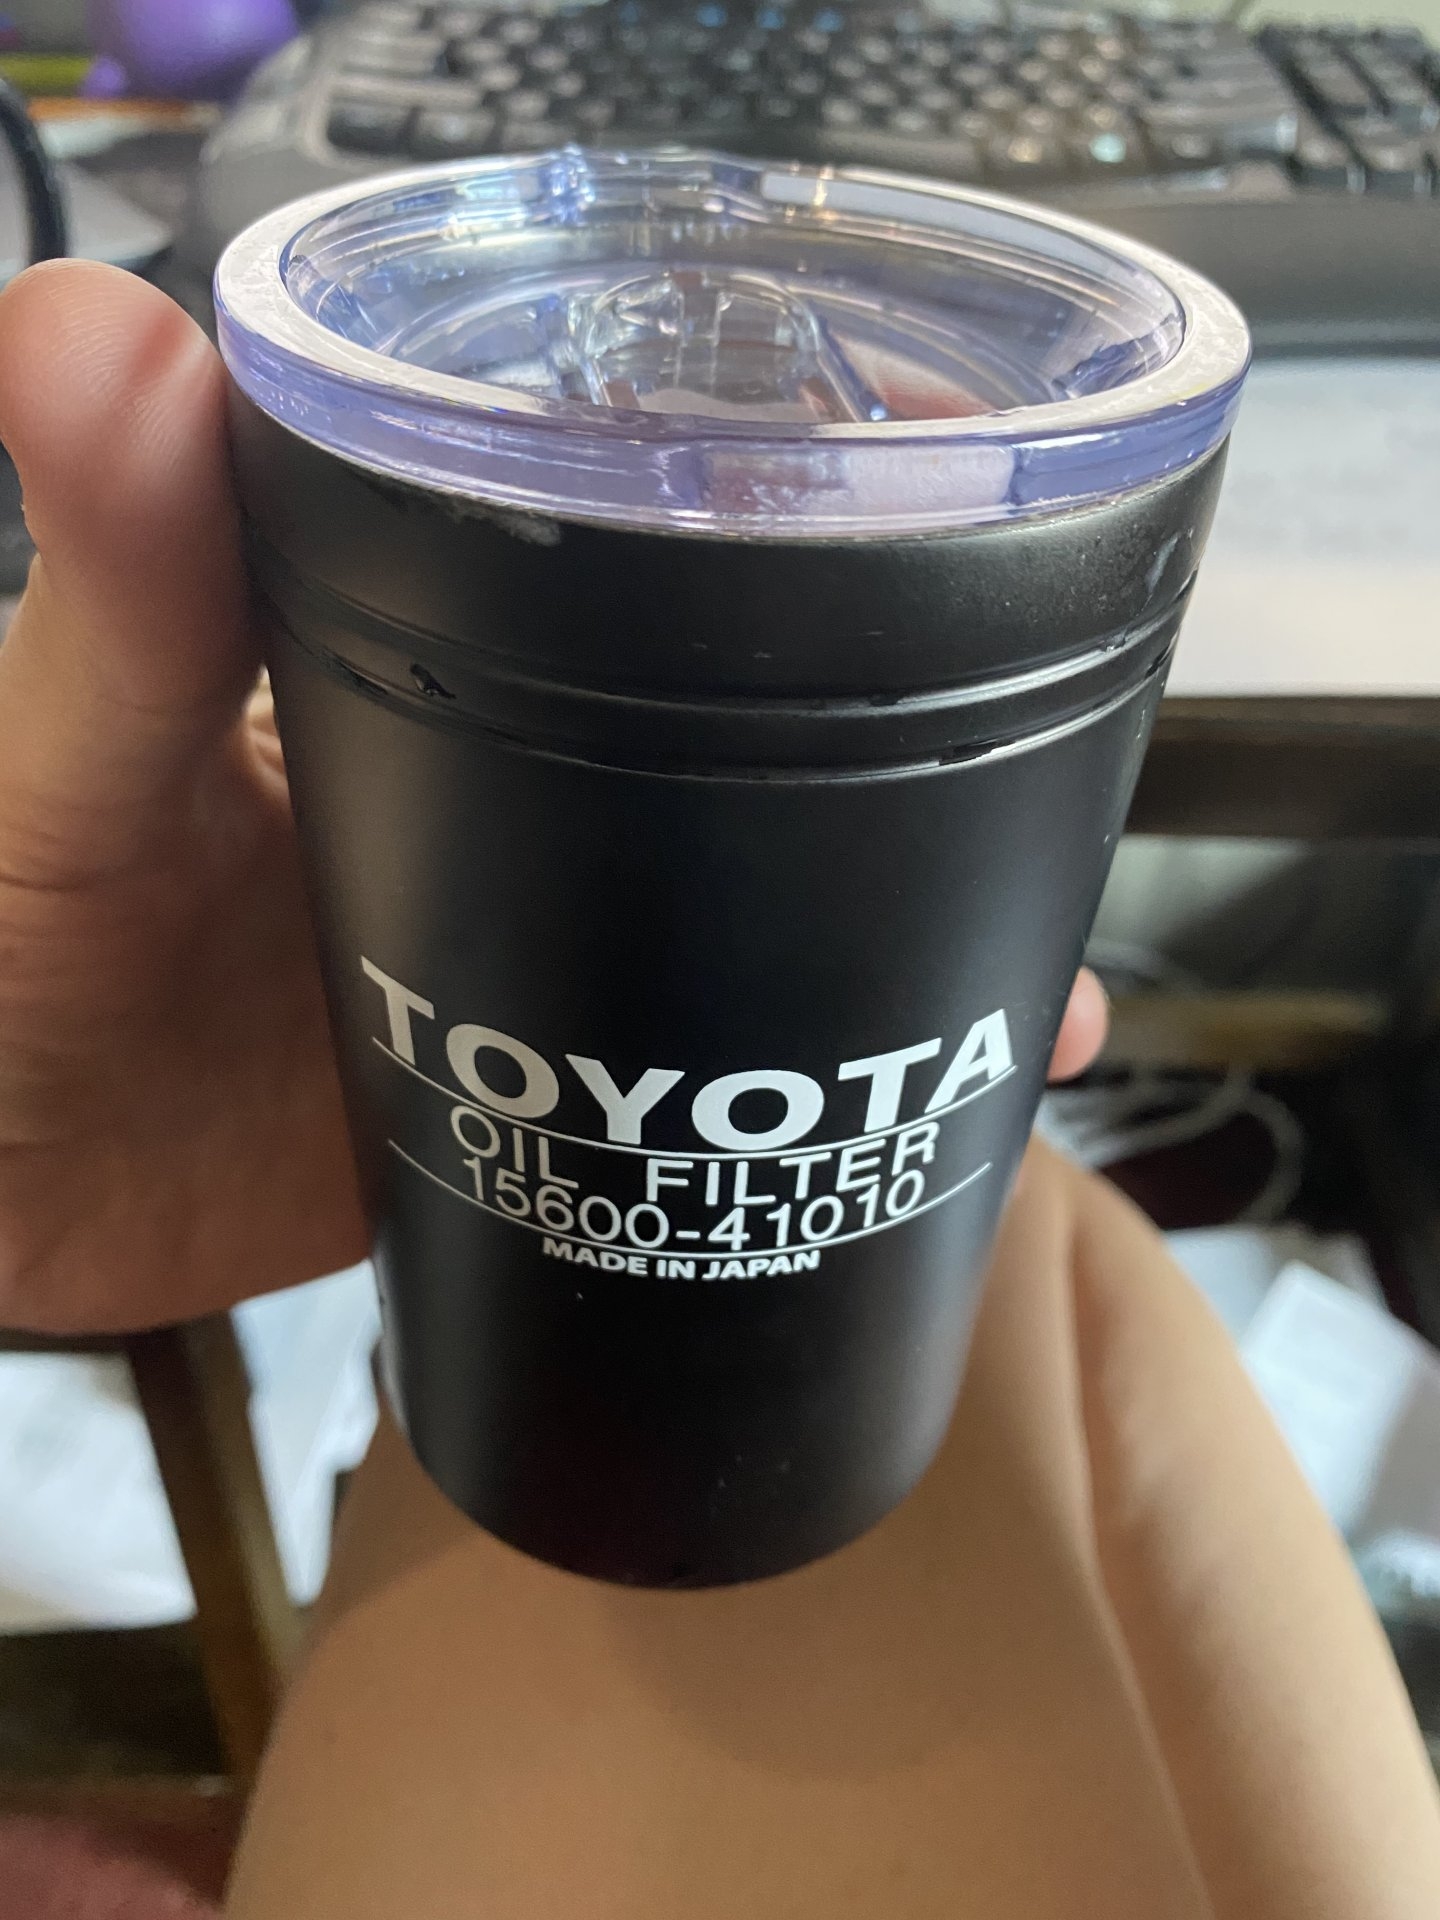 TOYOTA
OIL FILTER
15600-41010
MADE IN JAPAN